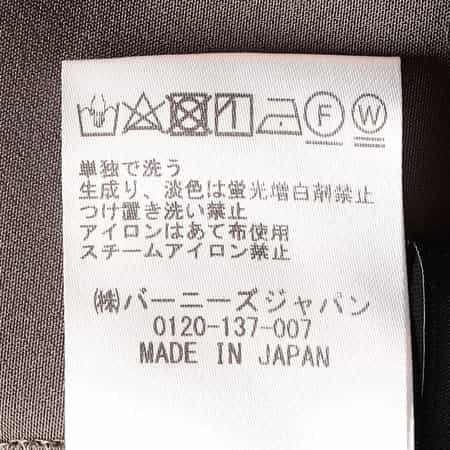 F W
単独で洗う
生成り、淡色は蛍光増白剤禁止
つけ置き洗い禁止
アイロンはあて布使用
スチームアイロン禁止
㈱バーニーズジャパン
0120-137-007
MADE IN JAPAN